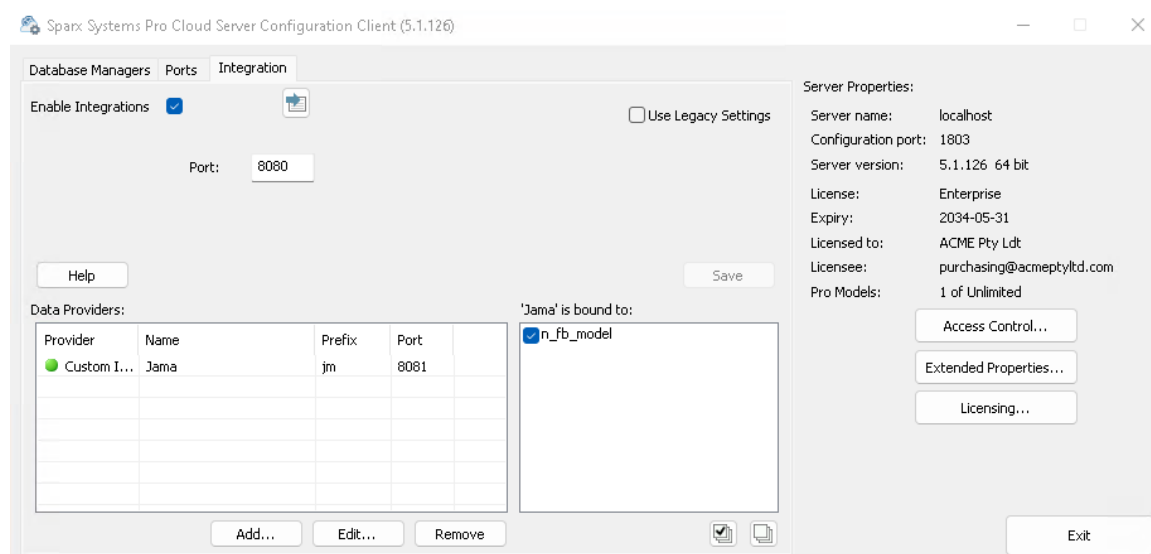 Sparx Systems Pro Cloud Server Configuration Client (5.1.126)
Database Managers Ports Integration
Enable Integrations
Use Legacy Settings
Port: 8080
Help
Save
Data Providers:
Provider Name Prefix Port
Custom I... Jama jm 8081
Add... Edit... Remove
'Jama' is bound to:
n_fb_model
Server Properties:
Server name: localhost
Configuration port: 1803
Server version: 5.1.126 64 bit
License: Enterprise
Expiry: 2034-05-31
Licensed to: ACME Pty Ldt
Licensee: purchasing@acmeptyltd.com
Pro Models: 1 of Unlimited
Access Control...
Extended Properties...
Licensing...
Exit